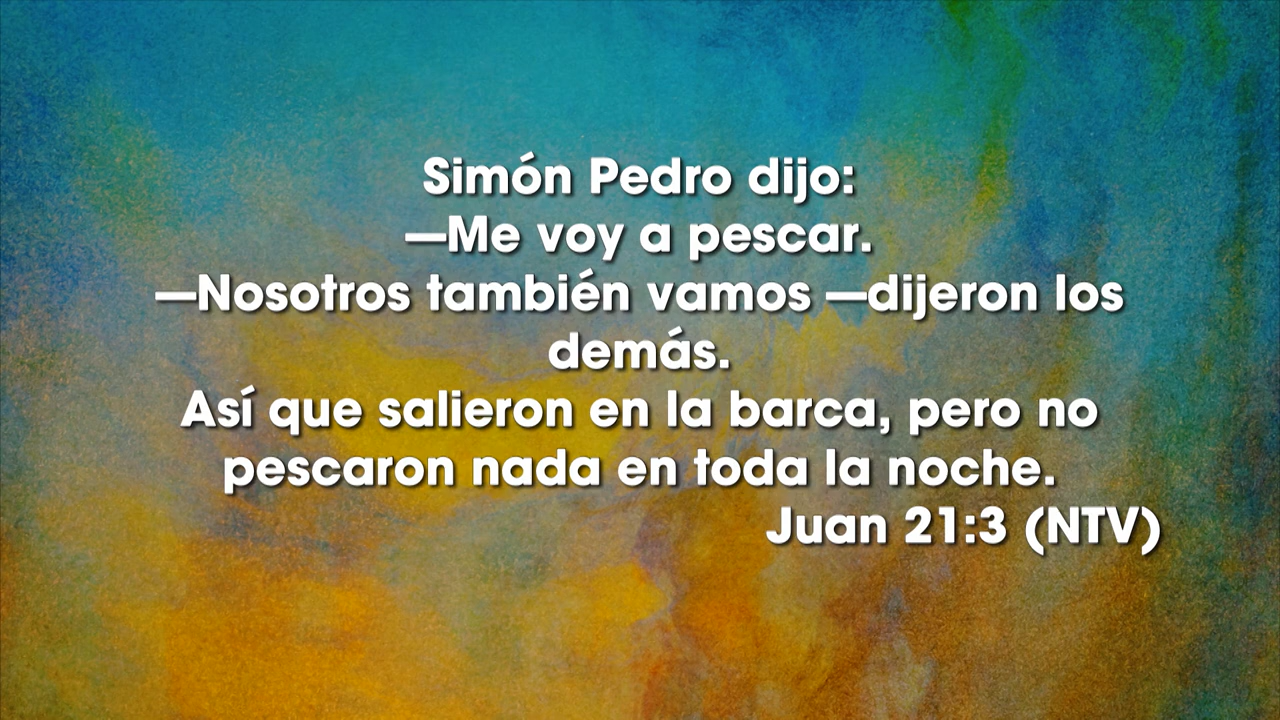 Simón Pedro dijo:
—Me voy a pescar.
—Nosotros también vamos —dijeron los
demás.
Así que salieron en la barca, pero no
pescaron nada en toda la noche.
Juan 21:3 (NTV)